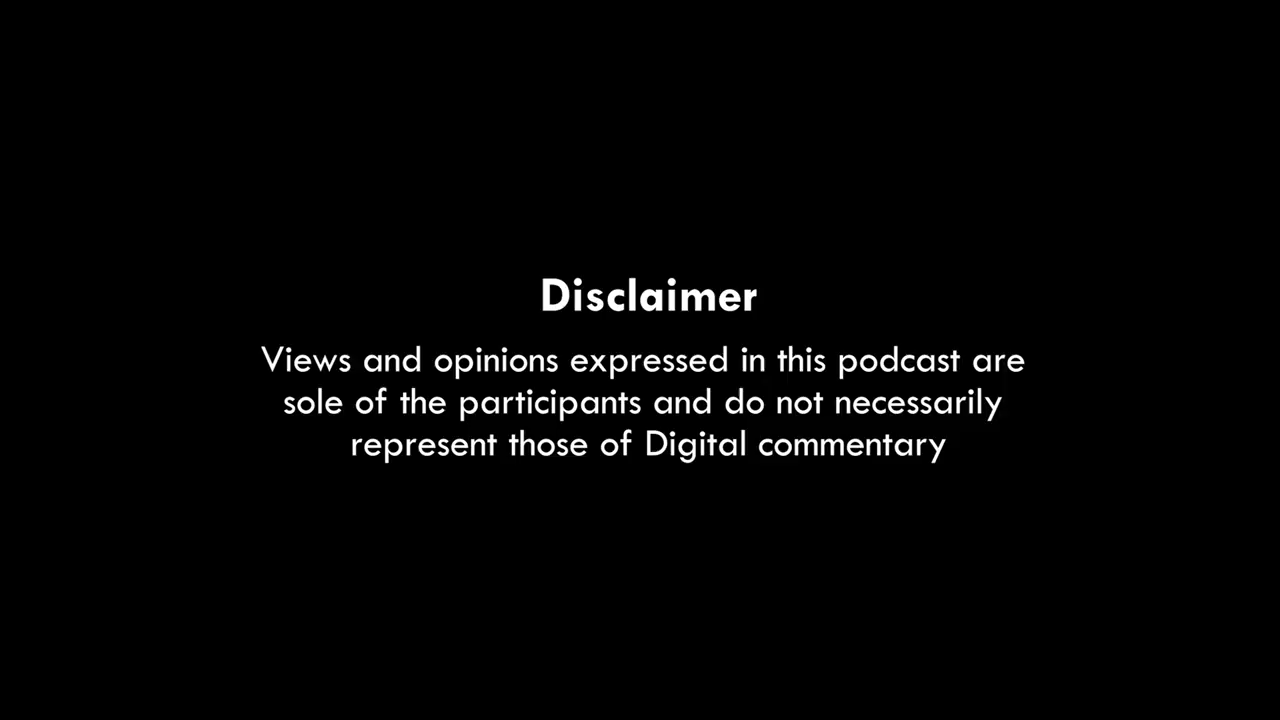 Disclaimer
Views and opinions expressed in this podcast are
sole of the participants and do not necessarily
represent those of Digital commentary